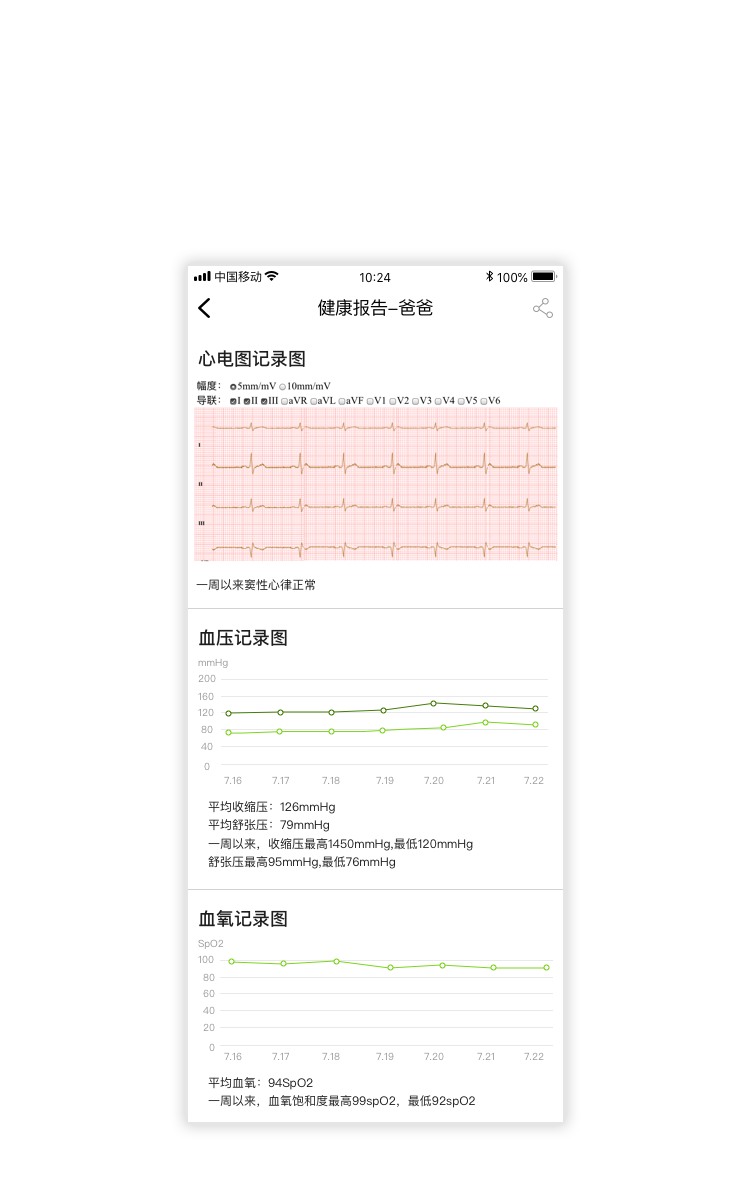 中国移动 10:24 100%
健康报告–爸爸
心电图记录图
幅度： 5mm/mV 10mm/mV
导联： I II III aVR aVL aVF V1 V2 V3 V4 V5 V6
I
II
III
一周以来窦性心律正常
血压记录图
mmHg
200
160
120
80
40
0
7.16 7.17 7.18 7.19 7.20 7.21 7.22
平均收缩压：126mmHg
平均舒张压：79mmHg
一周以来，收缩压最高1450mmHg,最低120mmHg
舒张压最高95mmHg,最低76mmHg
血氧记录图
SpO2
100
80
60
40
20
0
7.16 7.17 7.18 7.19 7.20 7.21 7.22
平均血氧：94SpO2
一周以来，血氧饱和度最高99spO2，最低92spO2